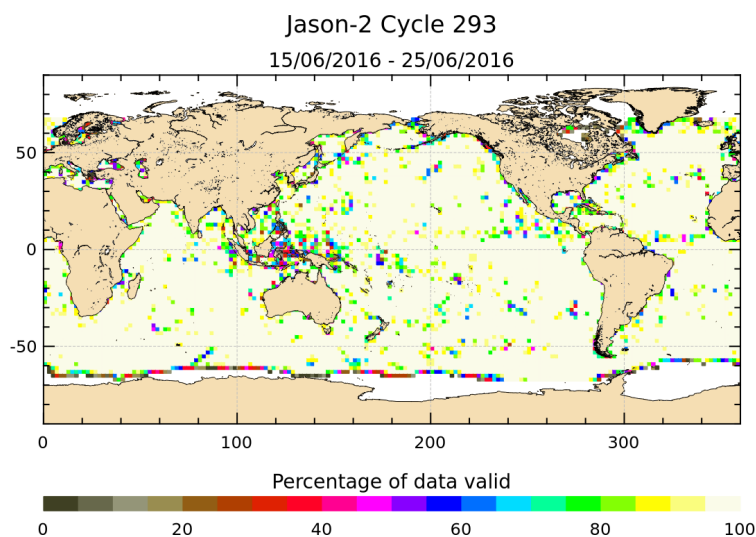 Jason-2 Cycle 293
15/06/2016 - 25/06/2016
50
0
-50
0 100 200 300
Percentage of data valid
0 20 40 60 80 100